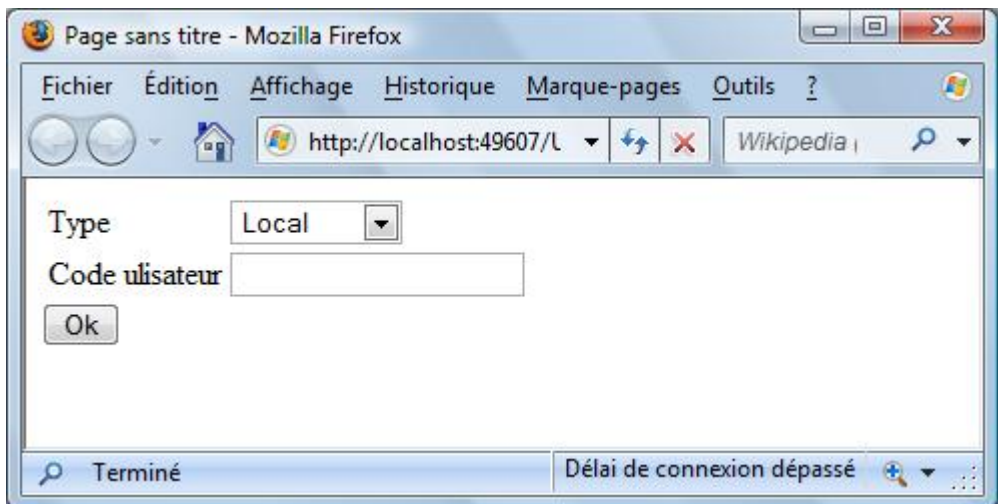 Page sans titre - Mozilla Firefox
Fichier Édition Affichage Historique Marque-pages Outils ?
http://localhost:49607/ Wikipedia
Type Local
Code ulisateur
Ok
Terminé Délai de connexion dépassé